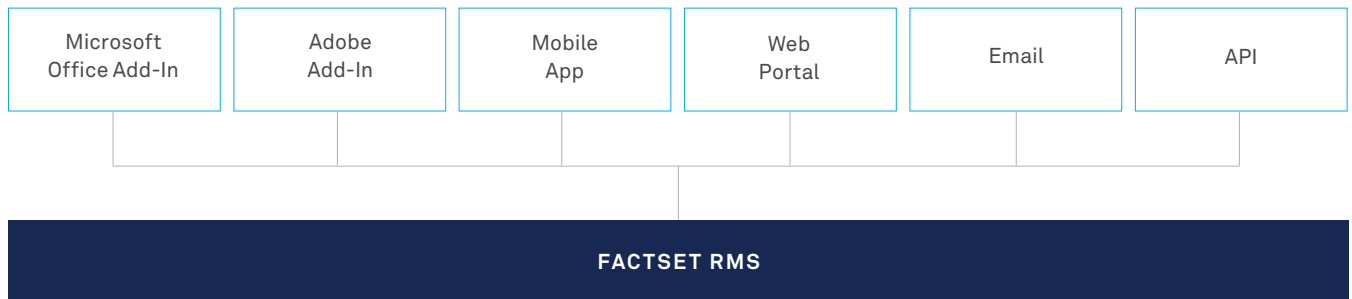 Microsoft
Office Add-In
Adobe
Add-In
Mobile
App
Web
Portal
Email
API
FACTSET RMS